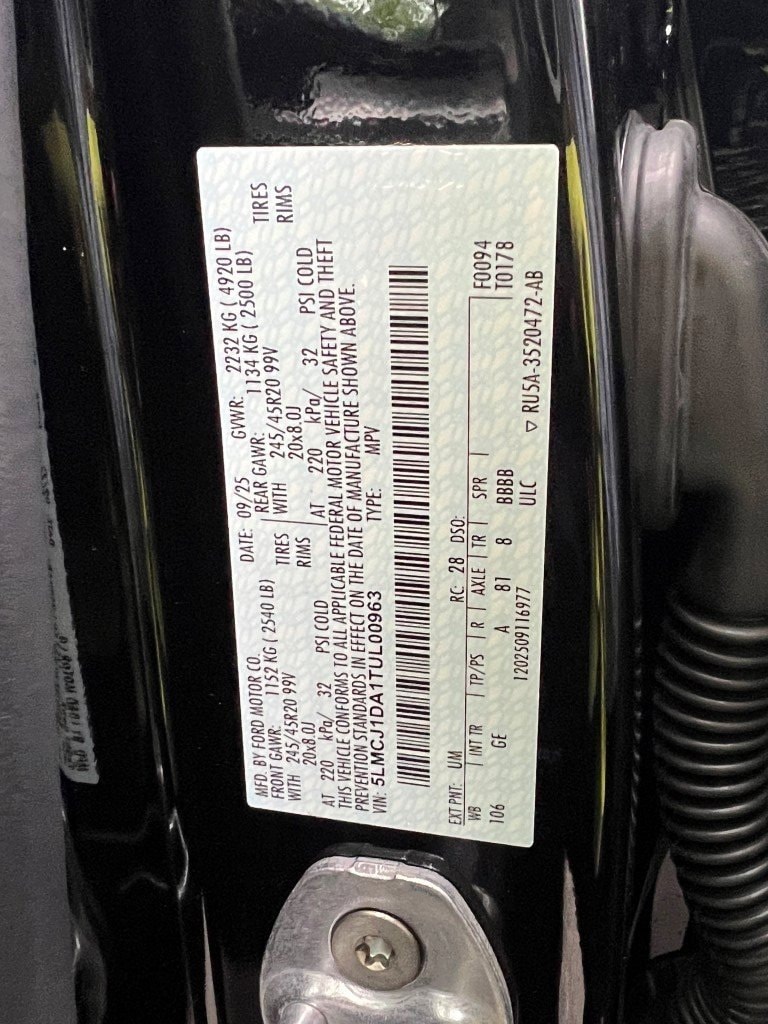 MFD. BY FORD MOTOR CO.
DATE: 09/25 GVWR: 2232 KG ( 4920 LB)
FRONT GAWR: 1152 KG ( 2540 LB) REAR GAWR: 1134 KG ( 2500 LB)
WITH 245/45R20 99V TIRES WITH 245/45R20 99V TIRES
20x8.0J RIMS 20x8.0J RIMS
AT 220 kPa/ 32 PSI COLD AT 220 kPa/ 32 PSI COLD
THIS VEHICLE CONFORMS TO ALL APPLICABLE FEDERAL MOTOR VEHICLE SAFETY AND THEFT
PREVENTION STANDARDS IN EFFECT ON THE DATE OF MANUFACTURE SHOWN ABOVE.
VIN: 5LMCJ1DA1TUL00963 TYPE: MPV
EXT PNT: UM RC: 28 DSO: F0094
WB INT TR TP/PS R AXLE TR SPR T0178
106 GE A 81 8 BBBB
1202509116977 ULC ▽ RU5A-3520472-AB